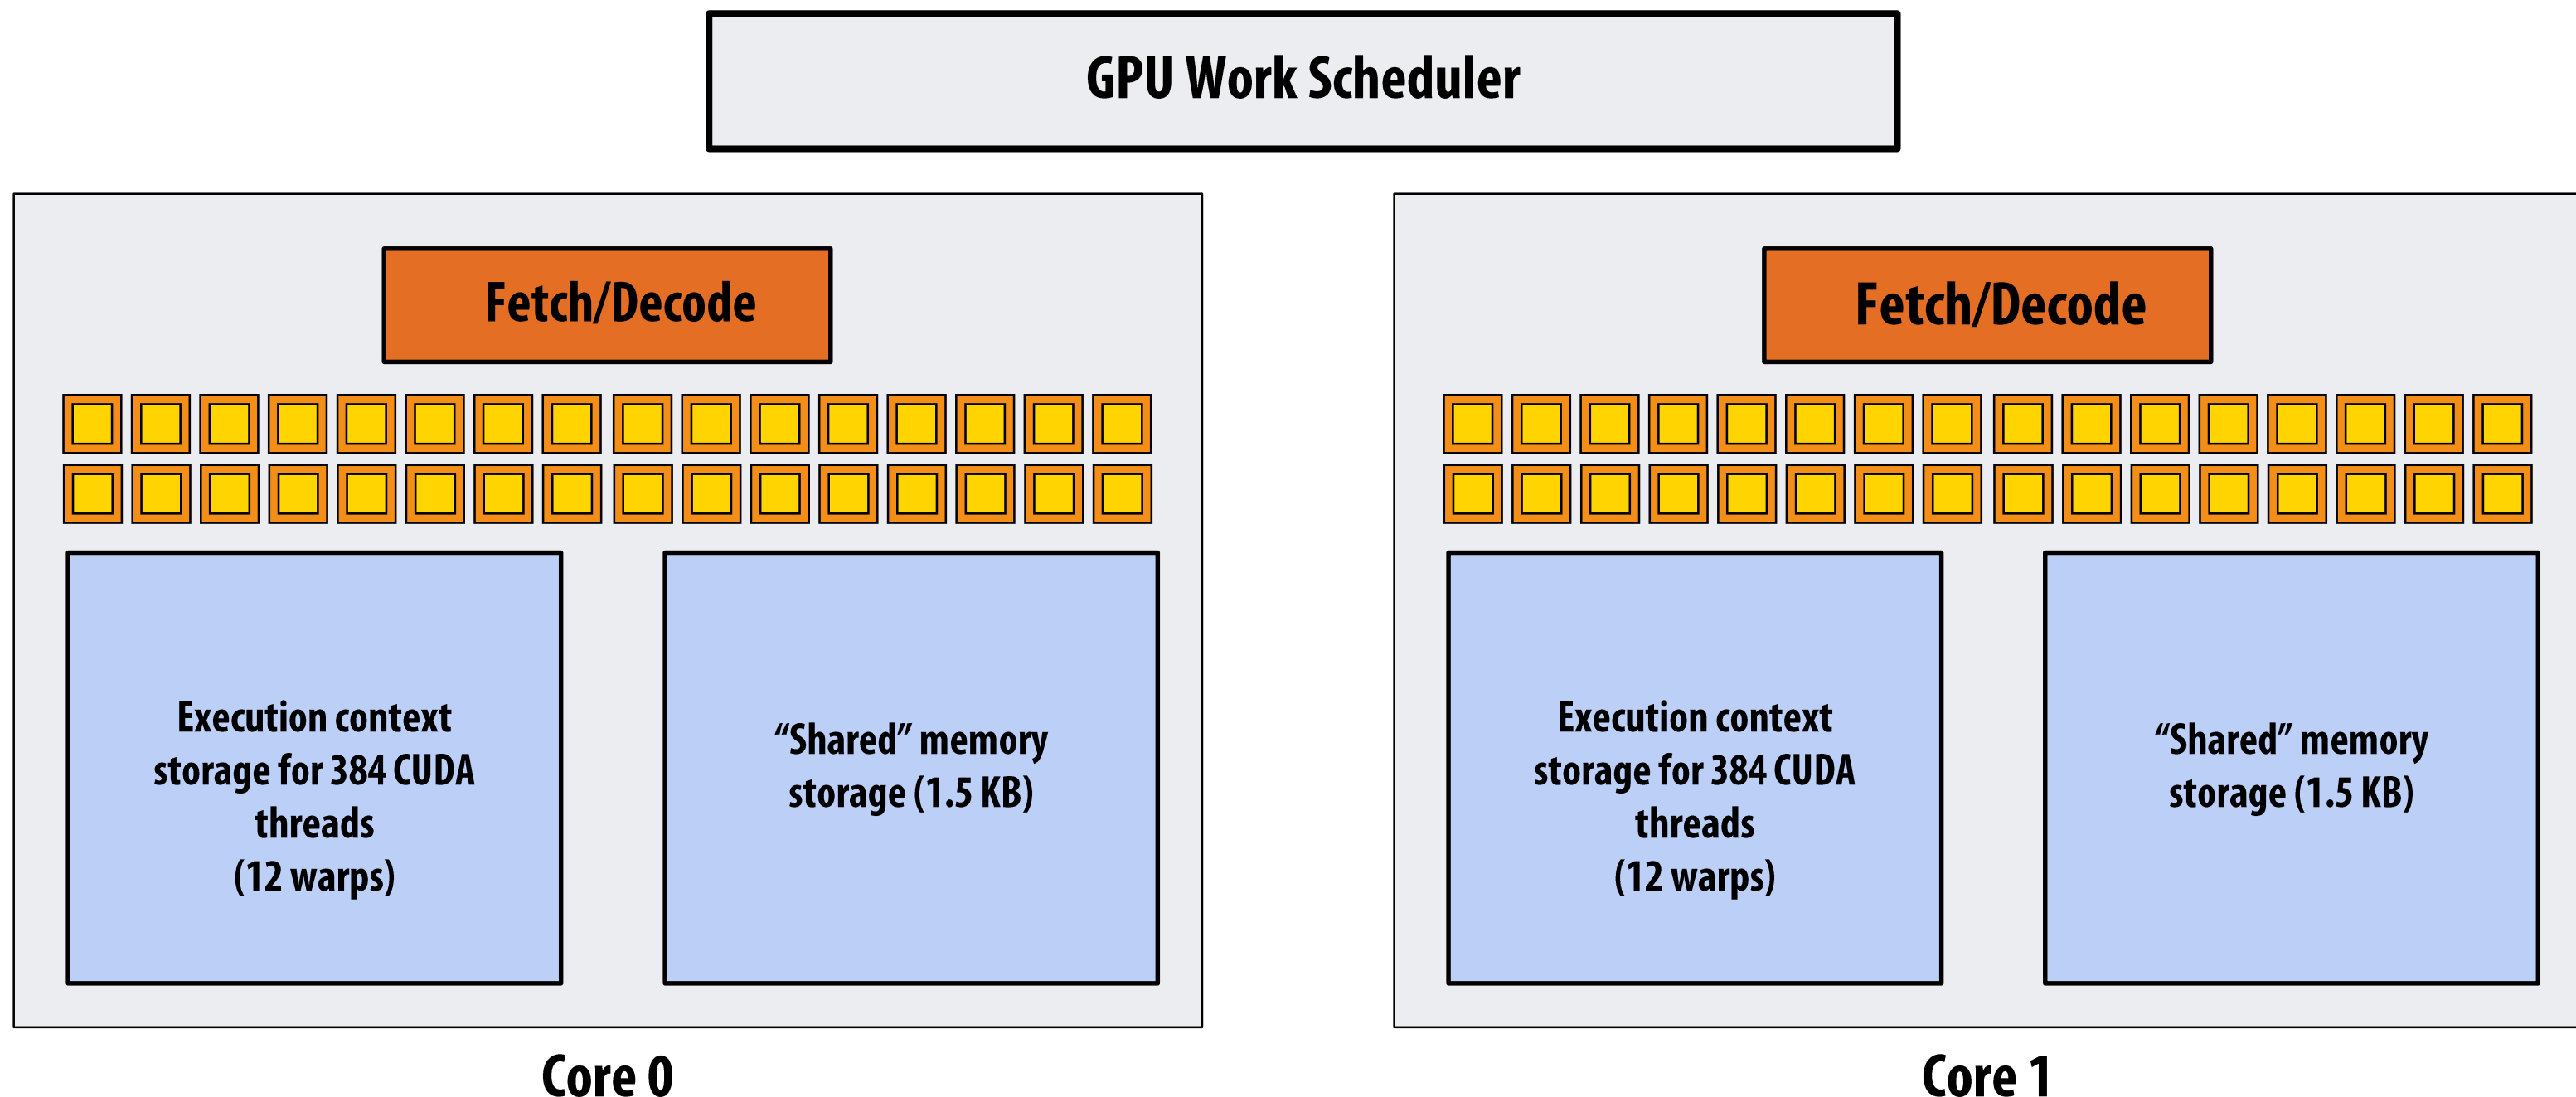 GPU Work Scheduler
Fetch/Decode
Execution context
storage for 384 CUDA
threads
(12 warps)
“Shared” memory
storage (1.5 KB)
Core 0
Fetch/Decode
Execution context
storage for 384 CUDA
threads
(12 warps)
“Shared” memory
storage (1.5 KB)
Core 1